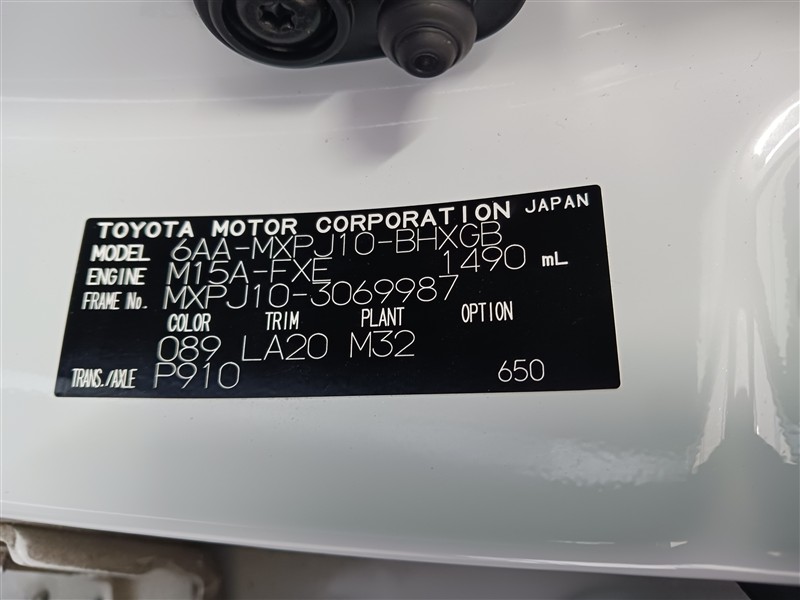 TOYOTA MOTOR CORPORATION JAPAN
MODEL 6AA-MXPJ10-BHXGB
ENGINE M15A-FXE 1490 mL
FRAME No. MXPJ10-3069987
COLOR TRIM PLANT OPTION
089 LA20 M32
TRANS./AXLE P910 650